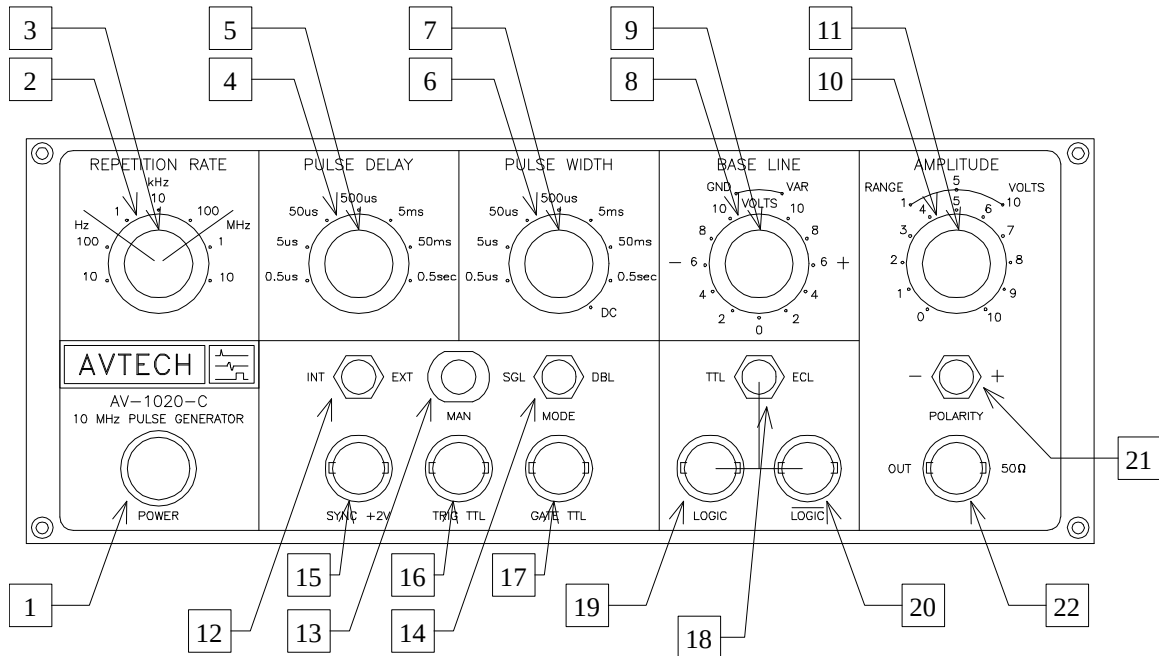 3
5
7
9
11
2
4
6
8
10
REPETITION RATE
kHz
10
1
100
Hz
MHz
100
1
10
10
PULSE DELAY
500us
50us
5ms
5us
50ms
0.5us
0.5sec
PULSE WIDTH
500us
50us
5ms
5us
50ms
0.5us
0.5sec
DC
BASE LINE
GND
VAR
VOLTS
10
10
8
8
− 6
6 +
4
4
2
2
0
AMPLITUDE
5
RANGE
VOLTS
1
10
4
5
6
3
7
2
8
1
9
0
10
AVTECH
AV-1020-C
10 MHz PULSE GENERATOR
POWER
INT
EXT
MAN
SGL
DBL
MODE
SYNC +2V
TRIG TTL
GATE TTL
TTL
ECL
LOGIC
LOGIC
−
+
POLARITY
OUT
50Ω
21
1
12
15
13
16
14
17
19
18
20
22